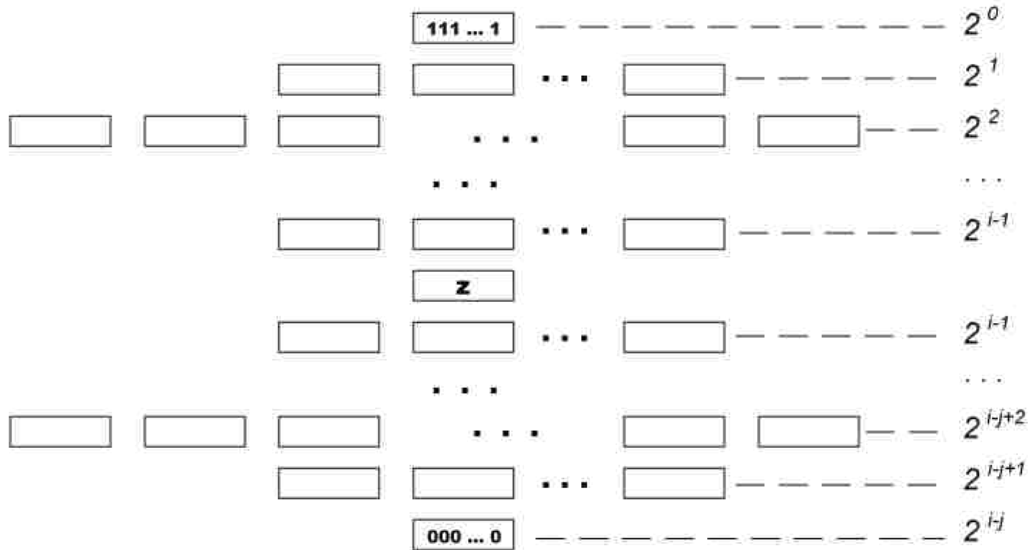 111 ... 1 2^0
... 2^1
... 2^2
... ...
... 2^{i-1}
z
... 2^{i-1}
... ...
... 2^{i-j+2}
... 2^{i-j+1}
000 ... 0 2^{i-j}